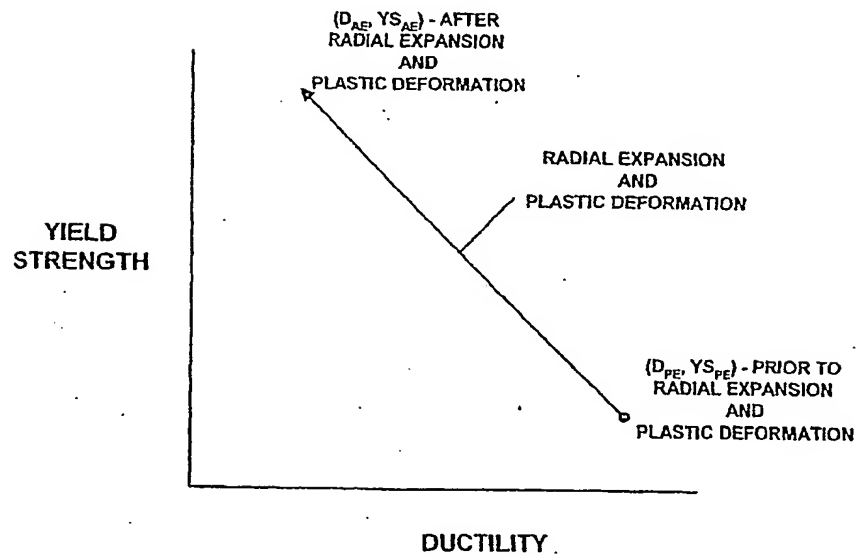 (D_AE, YS_AE) - AFTER
RADIAL EXPANSION
AND
PLASTIC DEFORMATION
RADIAL EXPANSION
AND
PLASTIC DEFORMATION
YIELD
STRENGTH
(D_PE, YS_PE) - PRIOR TO
RADIAL EXPANSION
AND
PLASTIC DEFORMATION
DUCTILITY